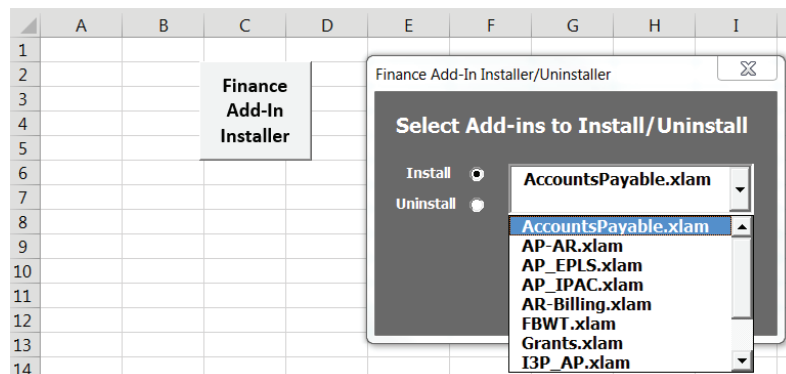 A B C D E F G H I
1
2
3
4
5
6
7
8
9
10
11
12
13
14
Finance
Add-In
Installer
Finance Add-In Installer/Uninstaller
Select Add-ins to Install/Uninstall
Install
AccountsPayable.xlam
Uninstall
AccountsPayable.xlam
AP-AR.xlam
AP_EPLS.xlam
AP_IPAC.xlam
AR-Billing.xlam
FBWT.xlam
Grants.xlam
I3P_AP.xlam